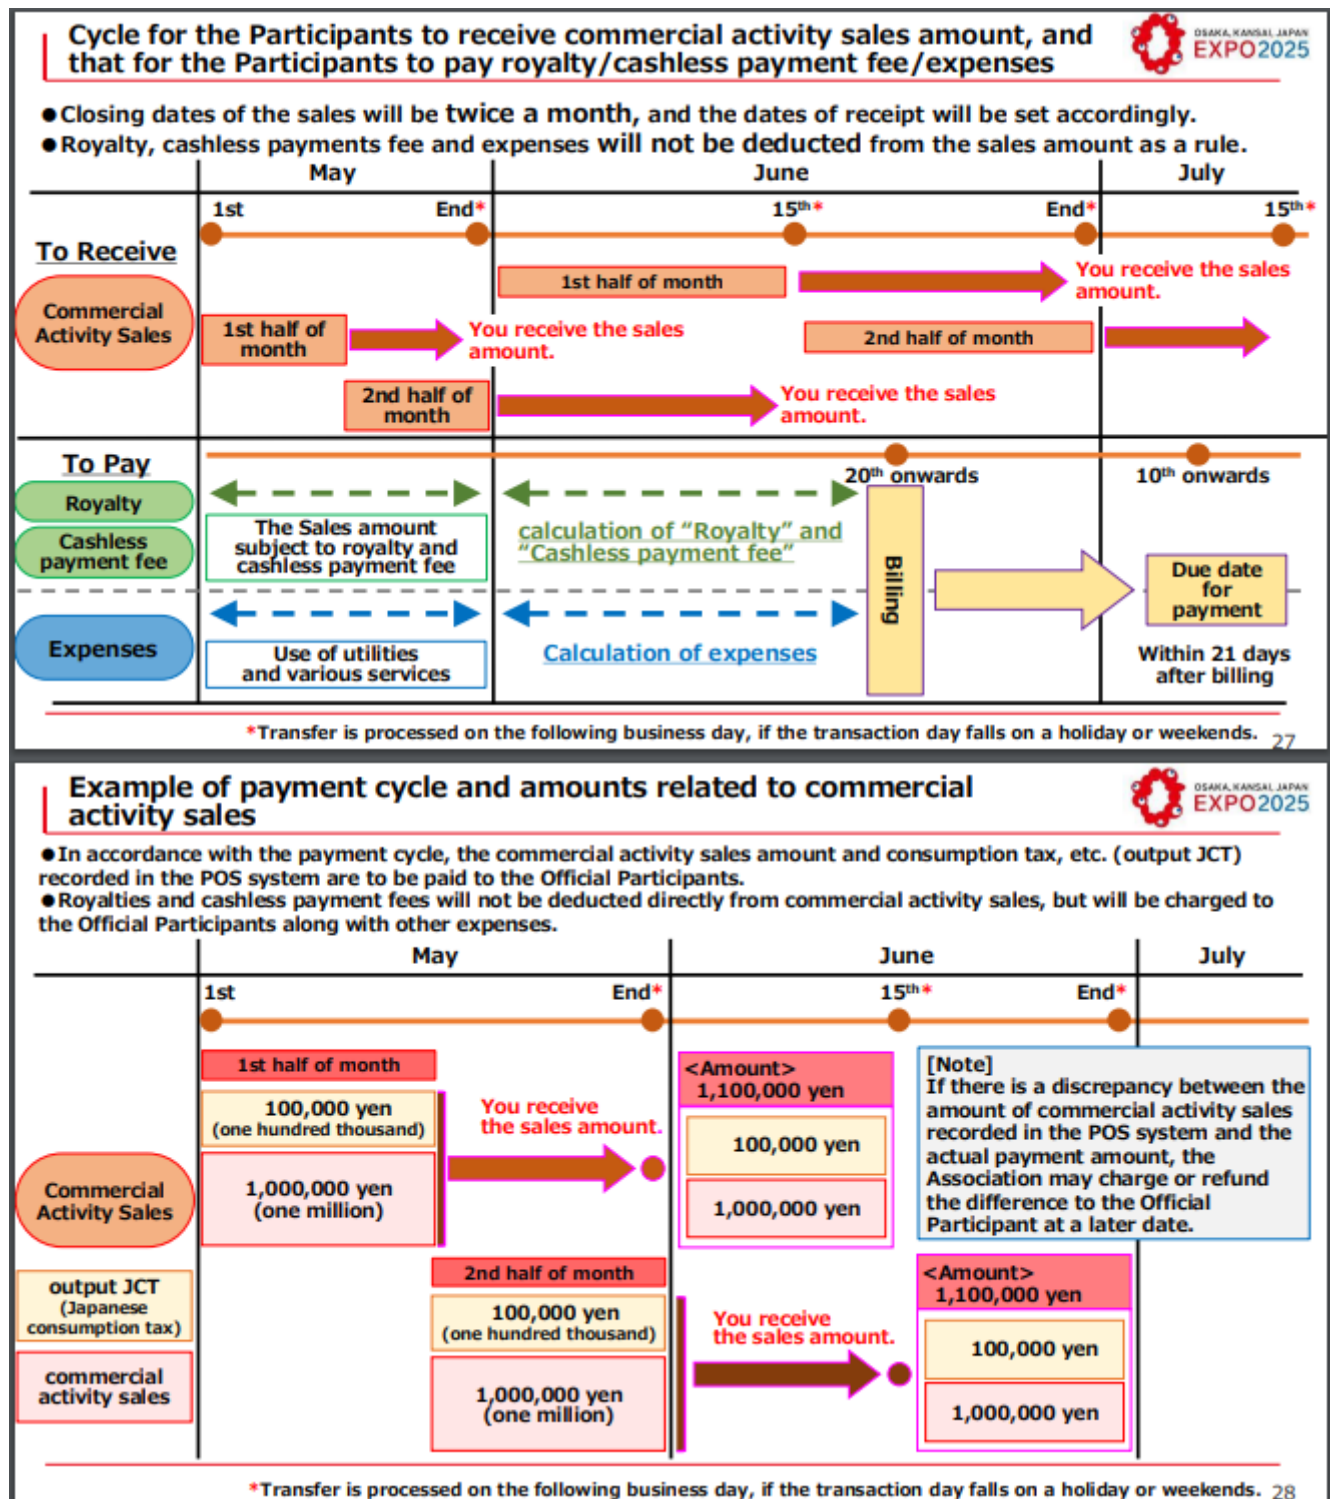 Cycle for the Participants to receive commercial activity sales amount, and
that for the Participants to pay royalty/cashless payment fee/expenses
OSAKA, KANSAI, JAPAN
EXPO2025
●Closing dates of the sales will be twice a month, and the dates of receipt will be set accordingly.
●Royalty, cashless payments fee and expenses will not be deducted from the sales amount as a rule.
May
June
July
1st
End*
15th*
End*
15th*
To Receive
Commercial
Activity Sales
1st half of month
You receive the sales
amount.
1st half of
month
You receive the sales
amount.
2nd half of month
2nd half of
month
You receive the sales
amount.
To Pay
20th onwards
10th onwards
Royalty
Cashless
payment fee
The Sales amount
subject to royalty and
cashless payment fee
calculation of “Royalty” and
“Cashless payment fee”
Billing
Due date
for
payment
Expenses
Use of utilities
and various services
Calculation of expenses
Within 21 days
after billing
*Transfer is processed on the following business day, if the transaction day falls on a holiday or weekends.
27
Example of payment cycle and amounts related to commercial
activity sales
OSAKA, KANSAI, JAPAN
EXPO2025
●In accordance with the payment cycle, the commercial activity sales amount and consumption tax, etc. (output JCT)
recorded in the POS system are to be paid to the Official Participants.
●Royalties and cashless payment fees will not be deducted directly from commercial activity sales, but will be charged to
the Official Participants along with other expenses.
May
June
July
1st
End*
15th*
End*
1st half of month
100,000 yen
(one hundred thousand)
1,000,000 yen
(one million)
You receive
the sales amount.
<Amount>
1,100,000 yen
100,000 yen
1,000,000 yen
[Note]
If there is a discrepancy between the
amount of commercial activity sales
recorded in the POS system and the
actual payment amount, the
Association may charge or refund
the difference to the Official
Participant at a later date.
Commercial
Activity Sales
output JCT
(Japanese
consumption tax)
commercial
activity sales
2nd half of month
100,000 yen
(one hundred thousand)
1,000,000 yen
(one million)
You receive
the sales amount.
<Amount>
1,100,000 yen
100,000 yen
1,000,000 yen
*Transfer is processed on the following business day, if the transaction day falls on a holiday or weekends.
28